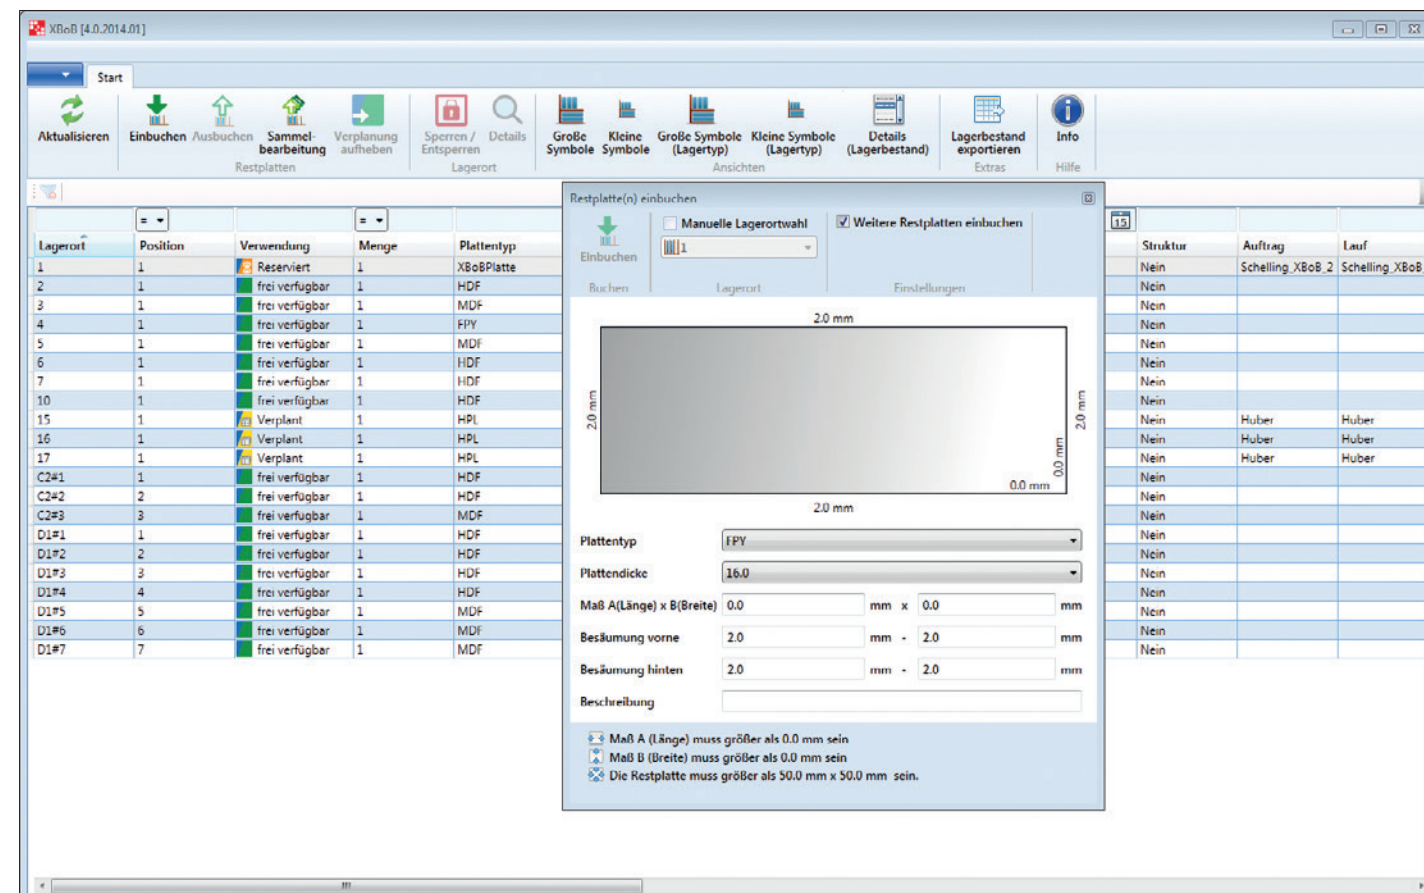 XBoB [4.0.2014.01]
Start
Aktualisieren Einbuchen Ausbuchen Sammel-bearbeitung Verplanung aufheben Sperren / Entsperren Details Große Symbole Kleine Symbole Große Symbole (Lagertyp) Kleine Symbole (Lagertyp) Details (Lagerbestand) Lagerbestand exportieren Info
Restplatten Lagerort Ansichten Extras Hilfe
= = 15
Lagerort Position Verwendung Menge Plattentyp Struktur Auftrag Lauf
1 1 Reserviert 1 XBoBPlatte Nein Schelling_XBoB_2 Schelling_XBoB_
2 1 frei verfügbar 1 HDF Nein
3 1 frei verfügbar 1 MDF Nein
4 1 frei verfügbar 1 FPY Nein
5 1 frei verfügbar 1 MDF Nein
6 1 frei verfügbar 1 HDF Nein
7 1 frei verfügbar 1 HDF Nein
10 1 frei verfügbar 1 HDF Nein
15 1 Verplant 1 HPL Nein Huber Huber
16 1 Verplant 1 HPL Nein Huber Huber
17 1 Verplant 1 HPL Nein Huber Huber
C2#1 1 frei verfügbar 1 HDF Nein
C2#2 2 frei verfügbar 1 HDF Nein
C2#3 3 frei verfügbar 1 MDF Nein
D1#1 1 frei verfügbar 1 HDF Nein
D1#2 2 frei verfügbar 1 HDF Nein
D1#3 3 frei verfügbar 1 HDF Nein
D1#4 4 frei verfügbar 1 HDF Nein
D1#5 5 frei verfügbar 1 MDF Nein
D1#6 6 frei verfügbar 1 MDF Nein
D1#7 7 frei verfügbar 1 MDF Nein
Restplatte(n) einbuchen
Einbuchen Manuelle Lagerortwahl Weitere Restplatten einbuchen
1
Buchen Lagerort Einstellungen
2.0 mm
2.0 mm
2.0 mm
0.0 mm
0.0 mm
2.0 mm
Plattentyp FPY
Plattendicke 16.0
Maß A(Länge) x B(Breite) 0.0 mm x 0.0 mm
Besäumung vorne 2.0 mm - 2.0 mm
Besäumung hinten 2.0 mm - 2.0 mm
Beschreibung
Maß A (Länge) muss größer als 0.0 mm sein
Maß B (Breite) muss größer als 0.0 mm sein
Die Restplatte muss größer als 50.0 mm x 50.0 mm sein.